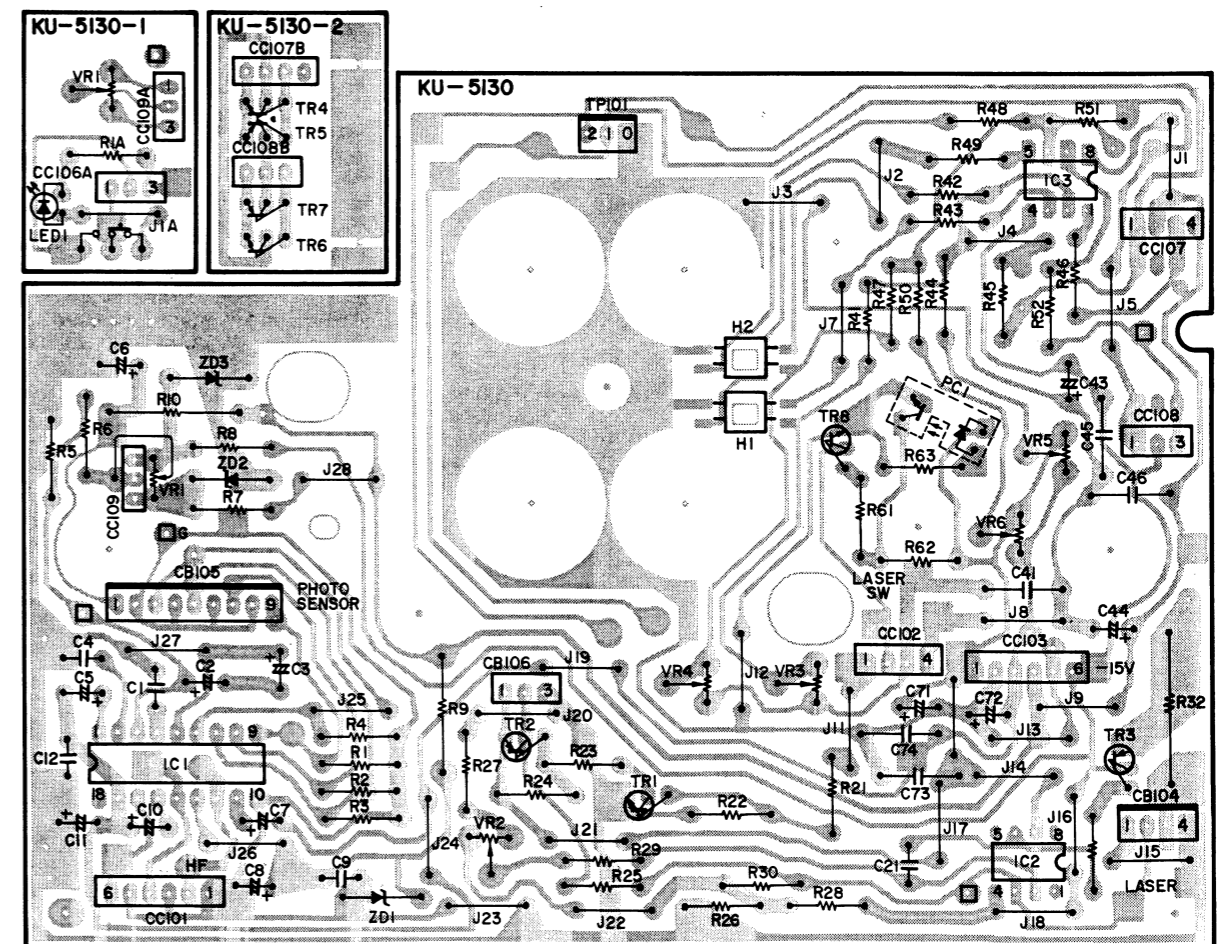 KU-5130-1
KU-5130-2
CC107B
KU-5130
VR1
1
CC109A
3
TR4
TR5
TP101
2 1 0
R48
R51
R1A
CC108B
R49
5
8
IC3
J1
CC106A
1 3
J2
R42
J3
R43
4
1
TR7
LED1
J1A
TR6
J4
1 4
CC107
R47
R50
R44
R45
R46
R52
J5
R41
J7
H2
C6
ZD3
C43
R10
PC1
H1
TR8
CC108
1 3
R6
R5
R8
VR5
C45
ZD2
J28
R63
C46
VR1
CC109
R7
R61
VR6
G
R62
CB105
1 9
PHOTO
SENSOR
LASER
SW
C41
J8
C44
C4
J27
C2
C3
CC102
1 4
CC103
1 6
-15V
C5
C1
R9
CB106
1 3
J19
VR4
J12
VR3
C71
C72
J9
R32
J25
J20
R4
TR2
J11
C74
J13
TR3
1 9
C12
IC1
R1
R27
R23
J14
R2
R24
TR1
C73
R21
18 10
C10
C7
R3
R22
CB104
1 4
C11
VR2
J17
J16
J26
J24
J21
5 8
HF
C9
R29
C21
IC2
J15
6 1
C8
R25
R30
LASER
4 1
CC101
ZD1
J23
J22
R26
R28
J18